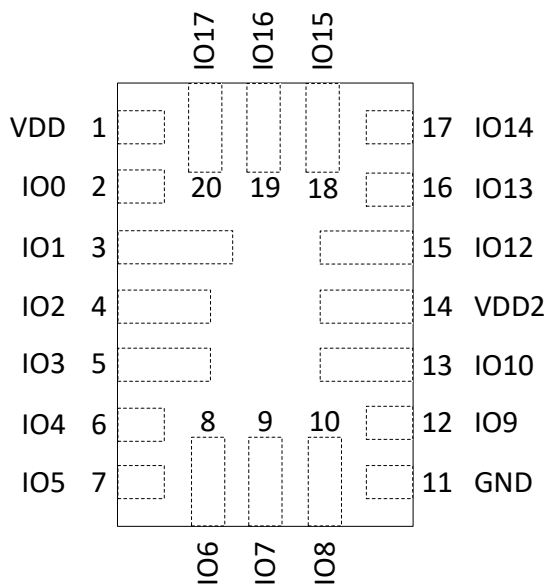 IO17 IO16 IO15
VDD 1 17 IO14
IO0 2 20 19 18 16 IO13
IO1 3 15 IO12
IO2 4 14 VDD2
IO3 5 13 IO10
IO4 6 8 9 10 12 IO9
IO5 7 11 GND
IO6 IO7 IO8